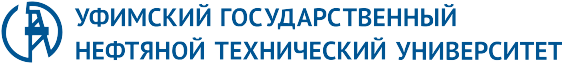 УФИМСКИЙ ГОСУДАРСТВЕННЫЙ
НЕФТЯНОЙ ТЕХНИЧЕСКИЙ УНИВЕРСИТЕТ